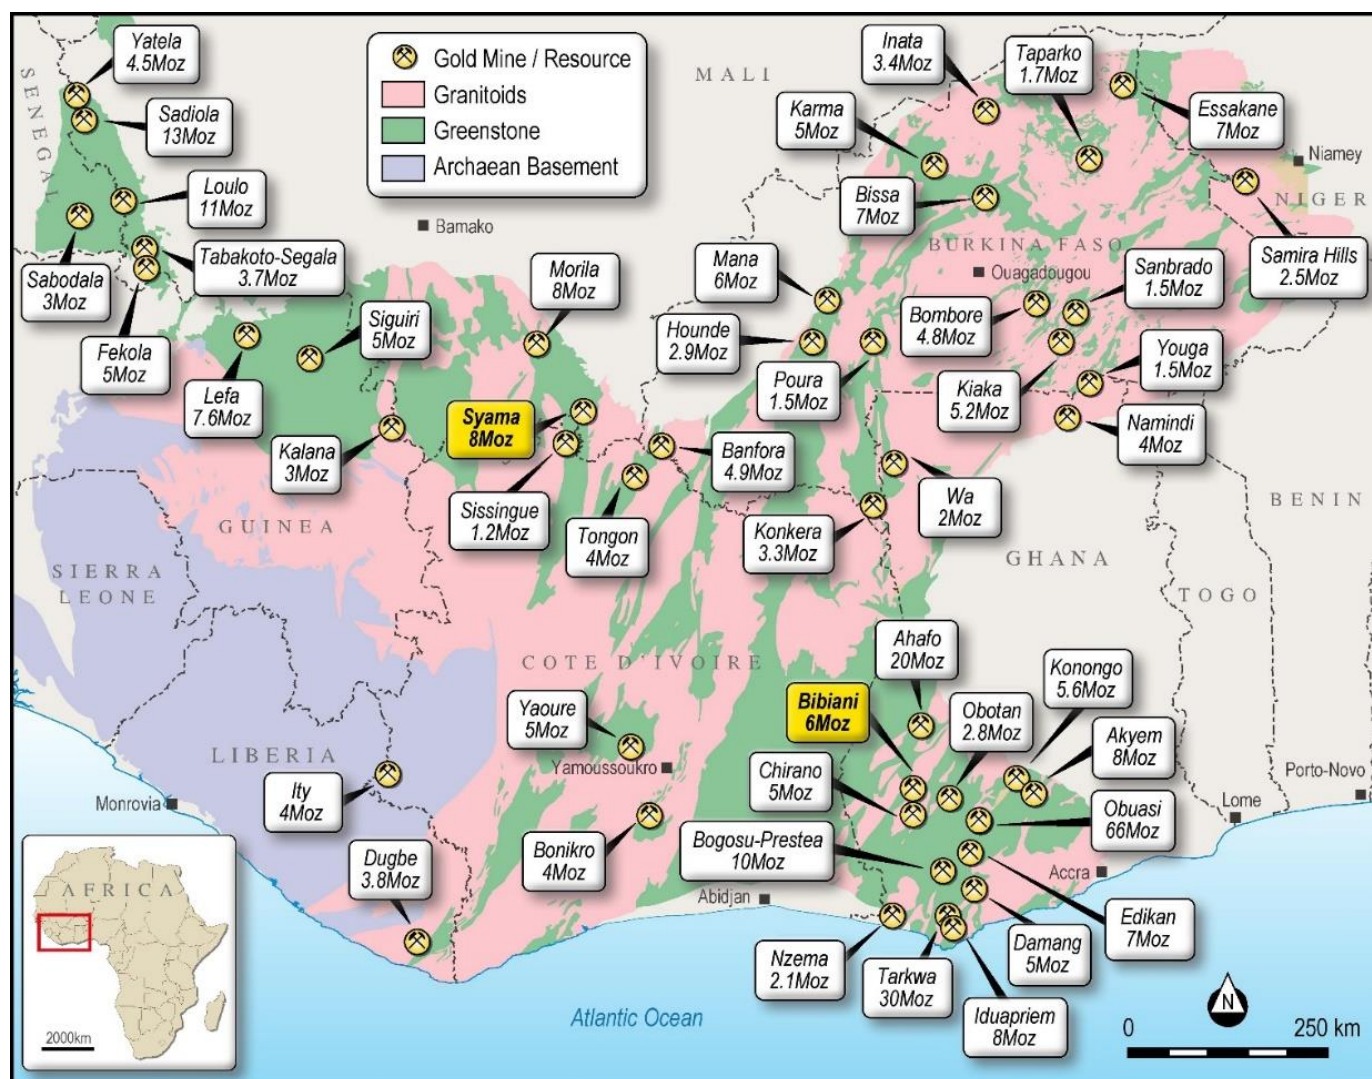 Yatela
4.5Moz
Sadiola
13Moz
SENEGAL
Loulo
11Moz
Sabodala
3Moz
Tabakoto-Segala
3.7Moz
Fekola
5Moz
Gold Mine / Resource
Granitoids
Greenstone
Archaean Basement
Bamako
MALI
Inata
3.4Moz
Taparko
1.7Moz
Karma
5Moz
Essakane
7Moz
Niamey
NIGER
Bissa
7Moz
BURKINA FASO
Ouagadougou
Samira Hills
2.5Moz
Mana
6Moz
Sanbrado
1.5Moz
Hounde
2.9Moz
Bombore
4.8Moz
Poura
1.5Moz
Kiaka
5.2Moz
Youga
1.5Moz
Namindi
4Moz
Morila
8Moz
Siguiri
5Moz
Lefa
7.6Moz
Syama
8Moz
Kalana
3Moz
Banfora
4.9Moz
Sissingue
1.2Moz
Tongon
4Moz
Konkera
3.3Moz
Wa
2Moz
BENIN
GUINEA
SIERRA
LEONE
GHANA
TOGO
COTE D'IVOIRE
Ahafo
20Moz
Konongo
5.6Moz
Bibiani
6Moz
Obotan
2.8Moz
Akyem
8Moz
Yaoure
5Moz
Yamoussoukro
LIBERIA
Chirano
5Moz
Ity
4Moz
Monrovia
Porto-Novo
Lome
Obuasi
66Moz
Bogosu-Prestea
10Moz
Bonikro
4Moz
Dugbe
3.8Moz
Accra
Abidjan
Edikan
7Moz
Damang
5Moz
Nzema
2.1Moz
Tarkwa
30Moz
Iduapriem
8Moz
Atlantic Ocean
AFRICA
2000km
N
0 250 km